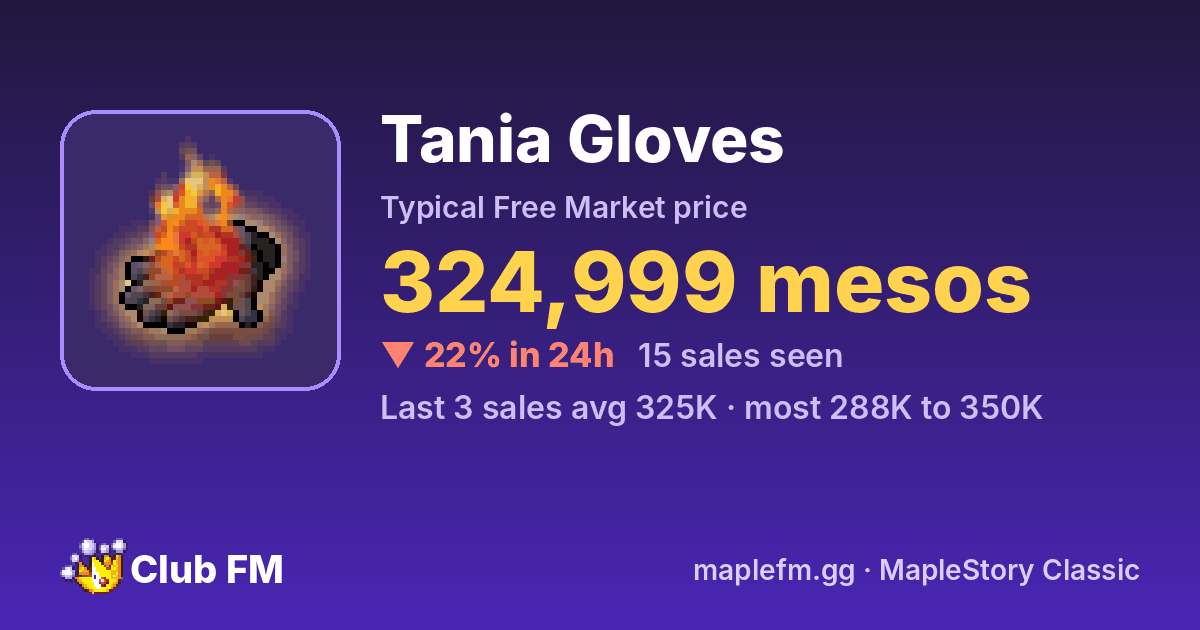 Tania Gloves
Typical Free Market price
324,999 mesos
▼ 22% in 24h 15 sales seen
Last 3 sales avg 325K · most 288K to 350K
Club FM
maplefm.gg · MapleStory Classic